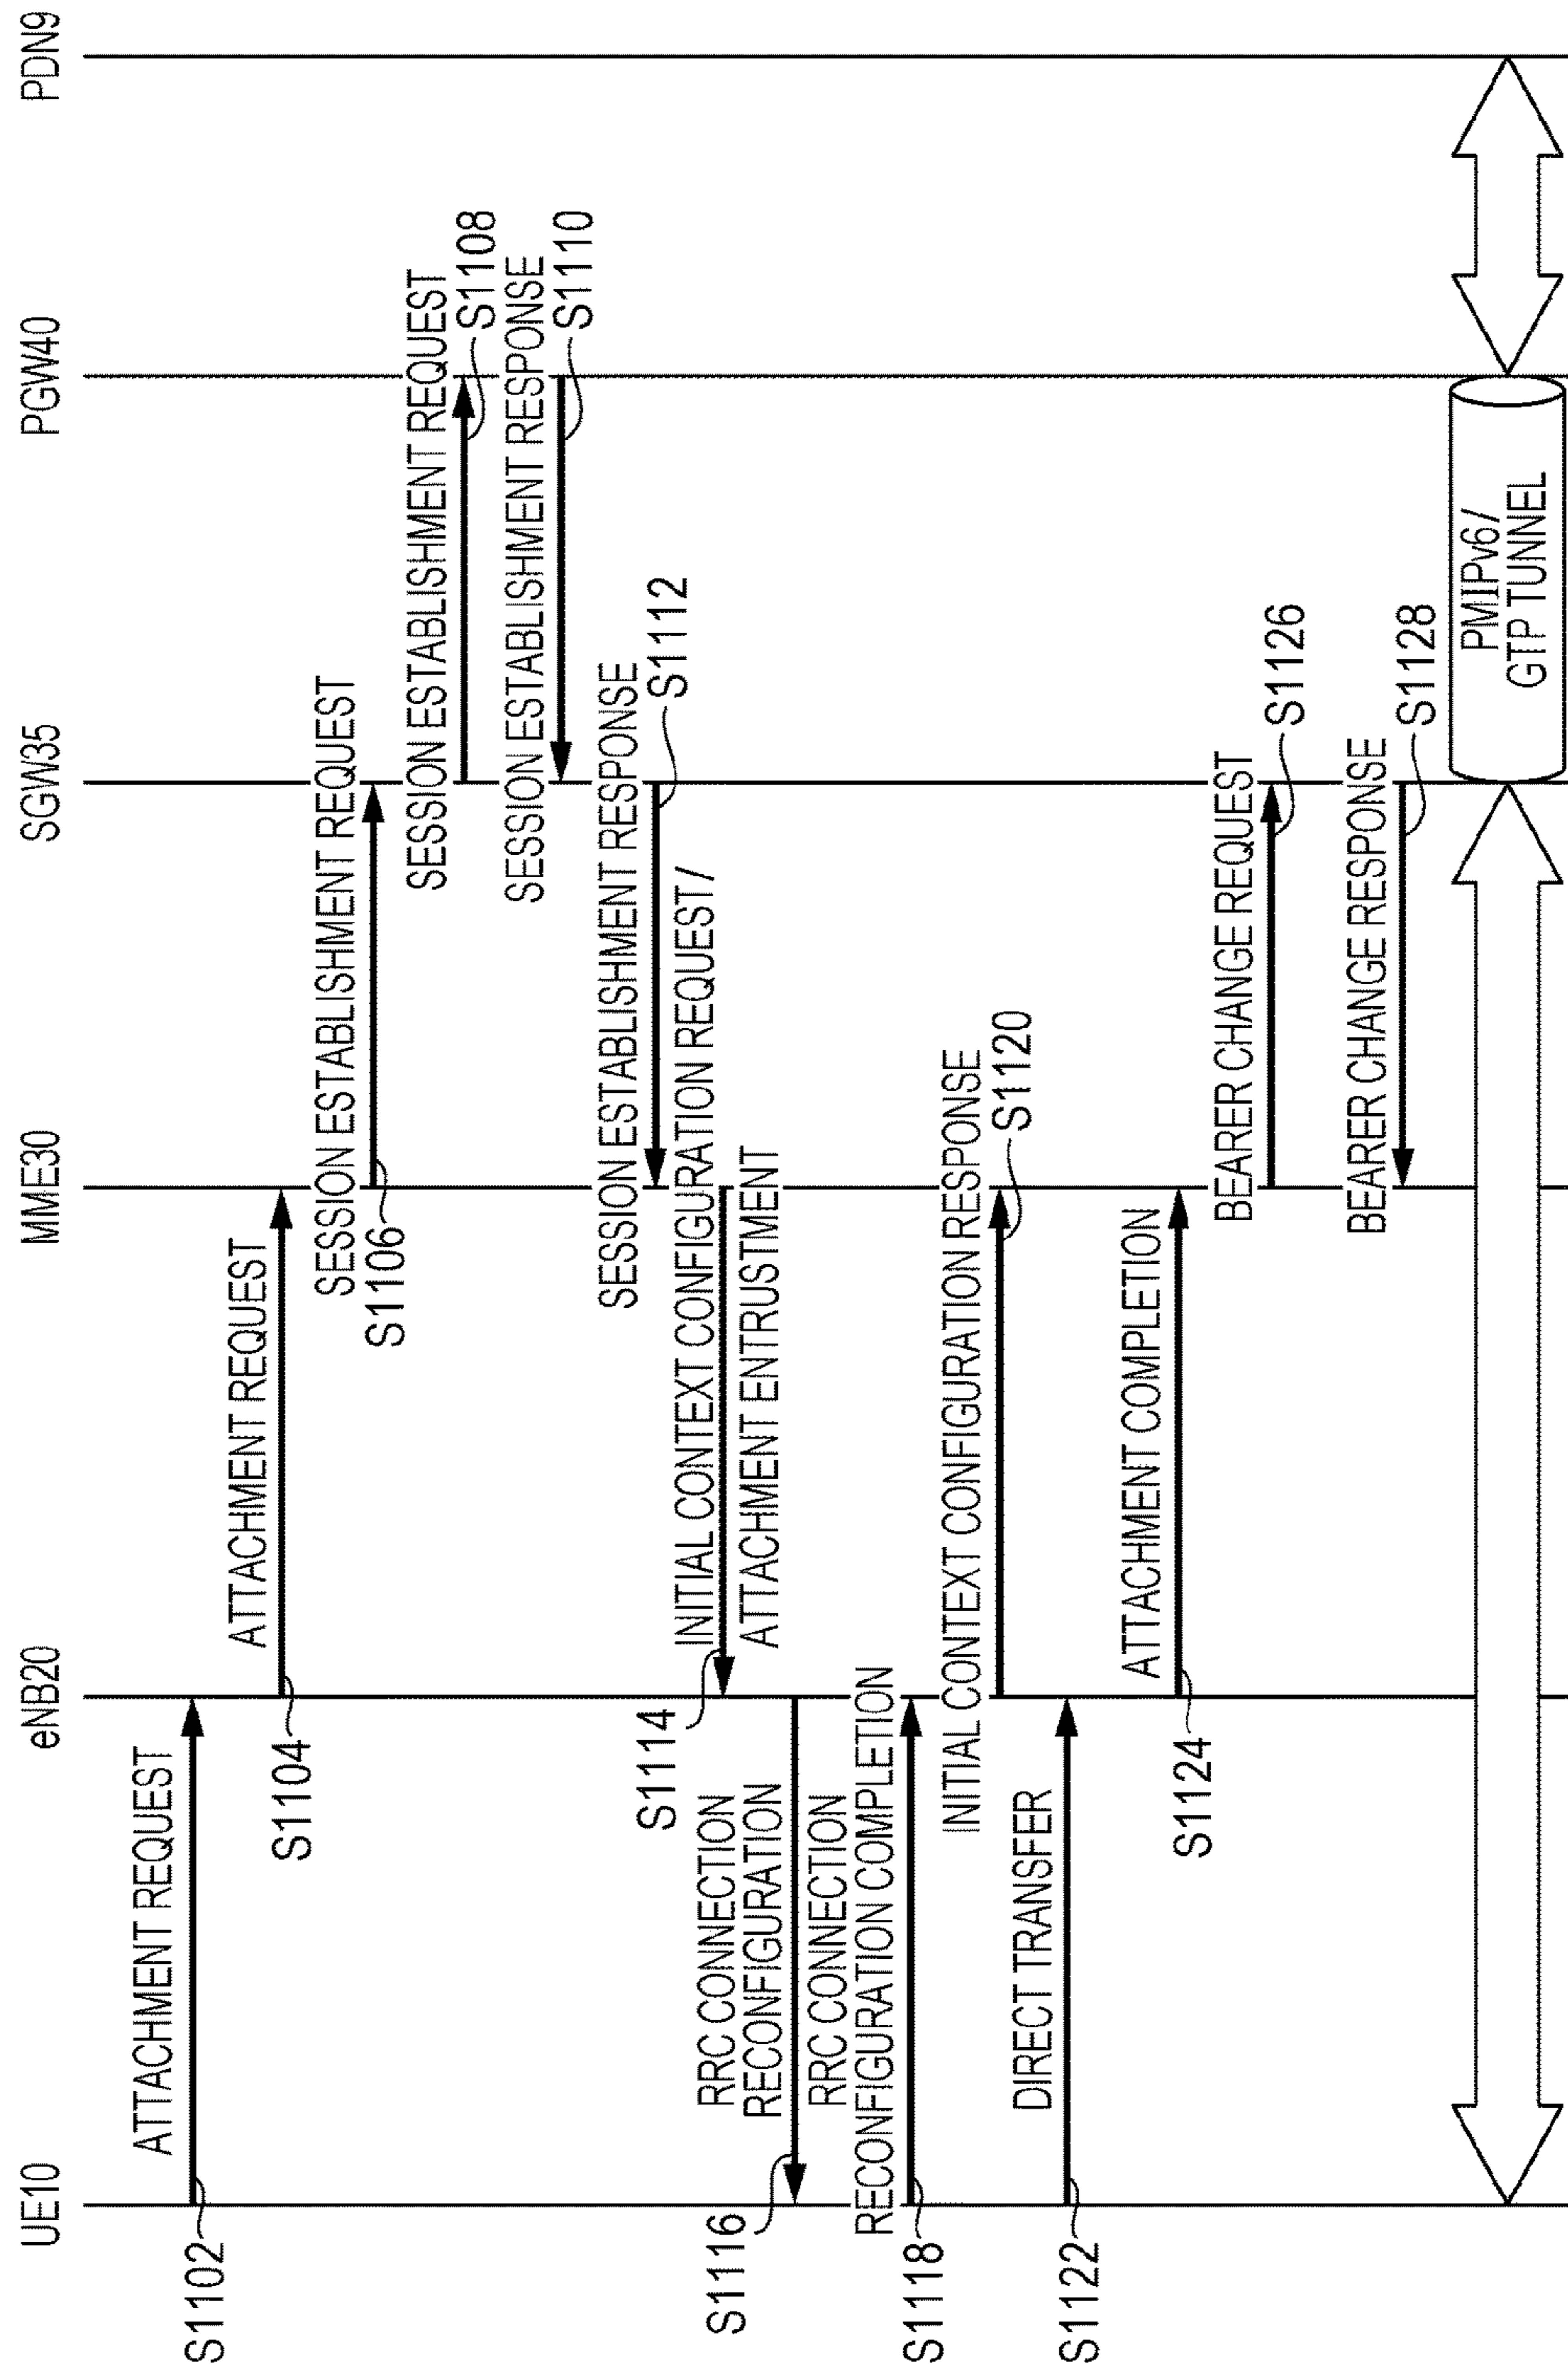 UE10
eNB20
MME30
SGW35
PGW40
PDN9
ATTACHMENT REQUEST
S1102
ATTACHMENT REQUEST
S1104
SESSION ESTABLISHMENT REQUEST
S1106
SESSION ESTABLISHMENT REQUEST
S1108
SESSION ESTABLISHMENT RESPONSE
S1110
SESSION ESTABLISHMENT RESPONSE
S1112
INITIAL CONTEXT CONFIGURATION REQUEST/
ATTACHMENT ENTRUSTMENT
S1114
RRC CONNECTION
RECONFIGURATION
S1116
RRC CONNECTION
RECONFIGURATION COMPLETION
S1118
INITIAL CONTEXT CONFIGURATION RESPONSE
S1120
DIRECT TRANSFER
S1122
ATTACHMENT COMPLETION
S1124
BEARER CHANGE REQUEST
S1126
BEARER CHANGE RESPONSE
S1128
PMIPv6/
GTP TUNNEL